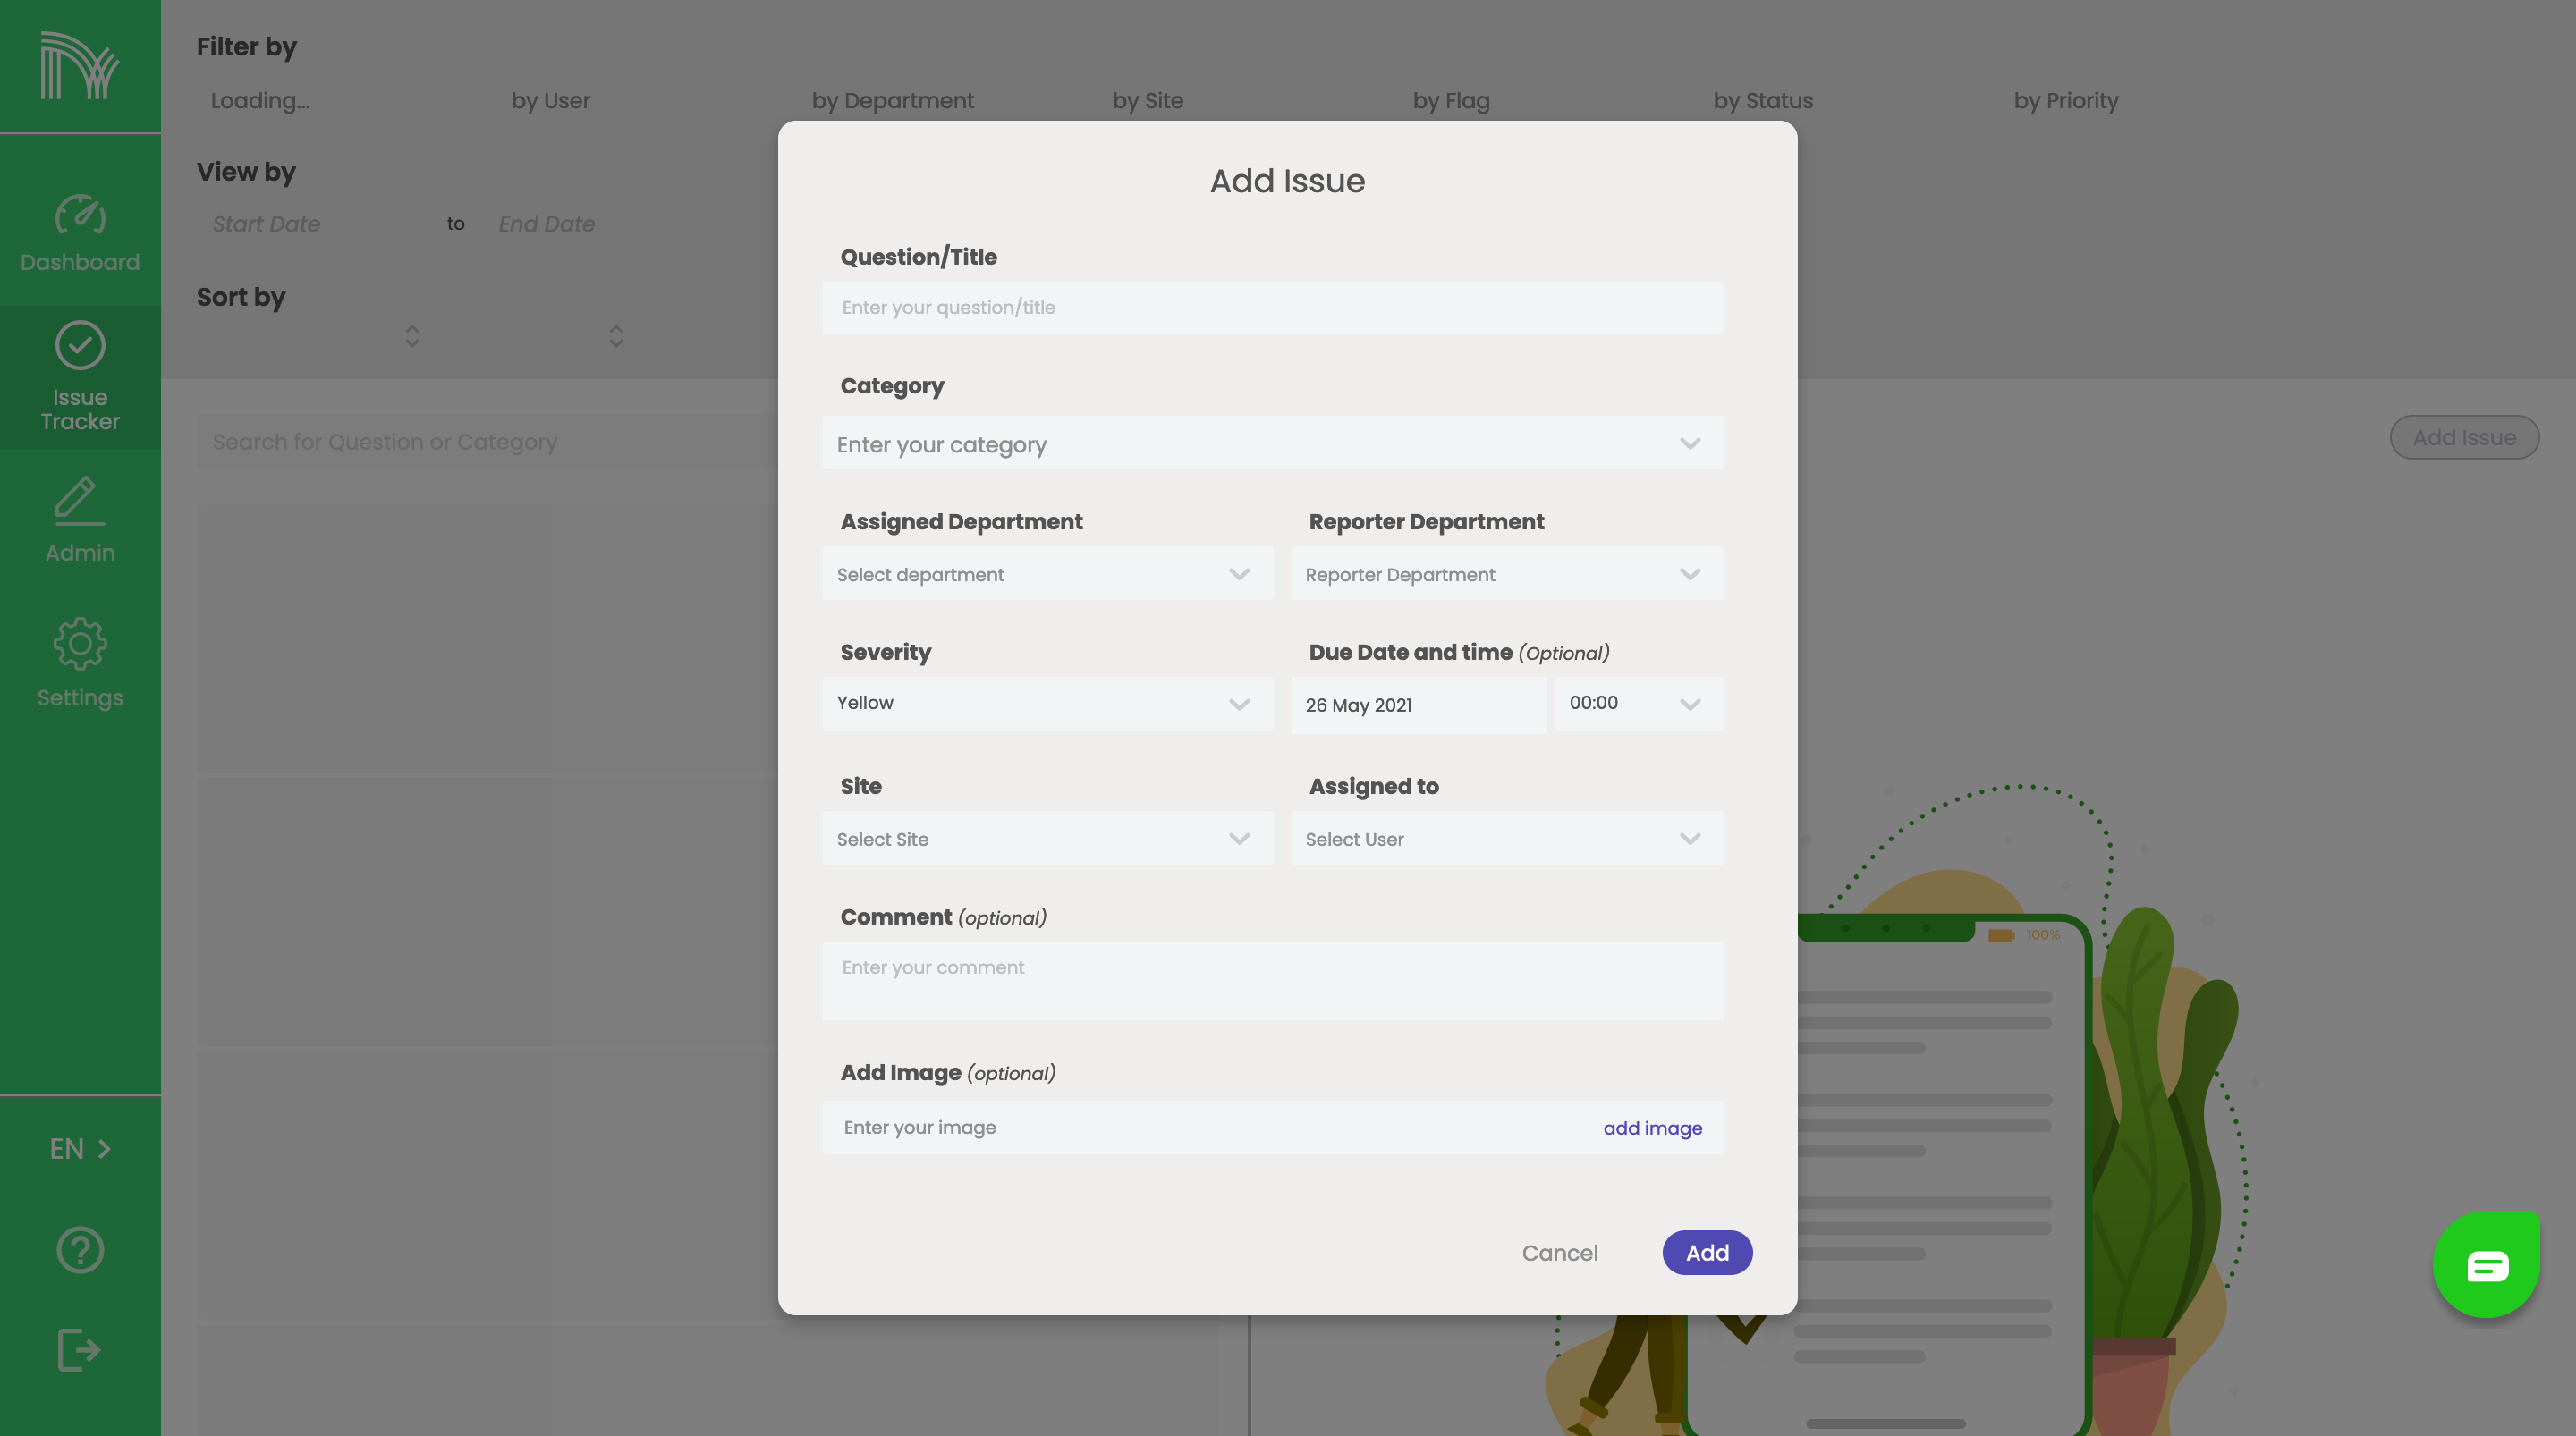 Filter by
Loading... by User by Department by Site by Flag by Status by Priority
View by
Start Date to End Date
Sort by
Dashboard
Issue
Tracker
Admin
Settings
EN
Search for Question or Category
Add Issue
Add Issue
Question/Title
Enter your question/title
Category
Enter your category
Assigned Department Reporter Department
Select department Reporter Department
Severity Due Date and time (Optional)
Yellow 26 May 2021 00:00
Site Assigned to
Select Site Select User
Comment (optional)
Enter your comment
Add Image (optional)
Enter your image add image
Cancel Add
100%